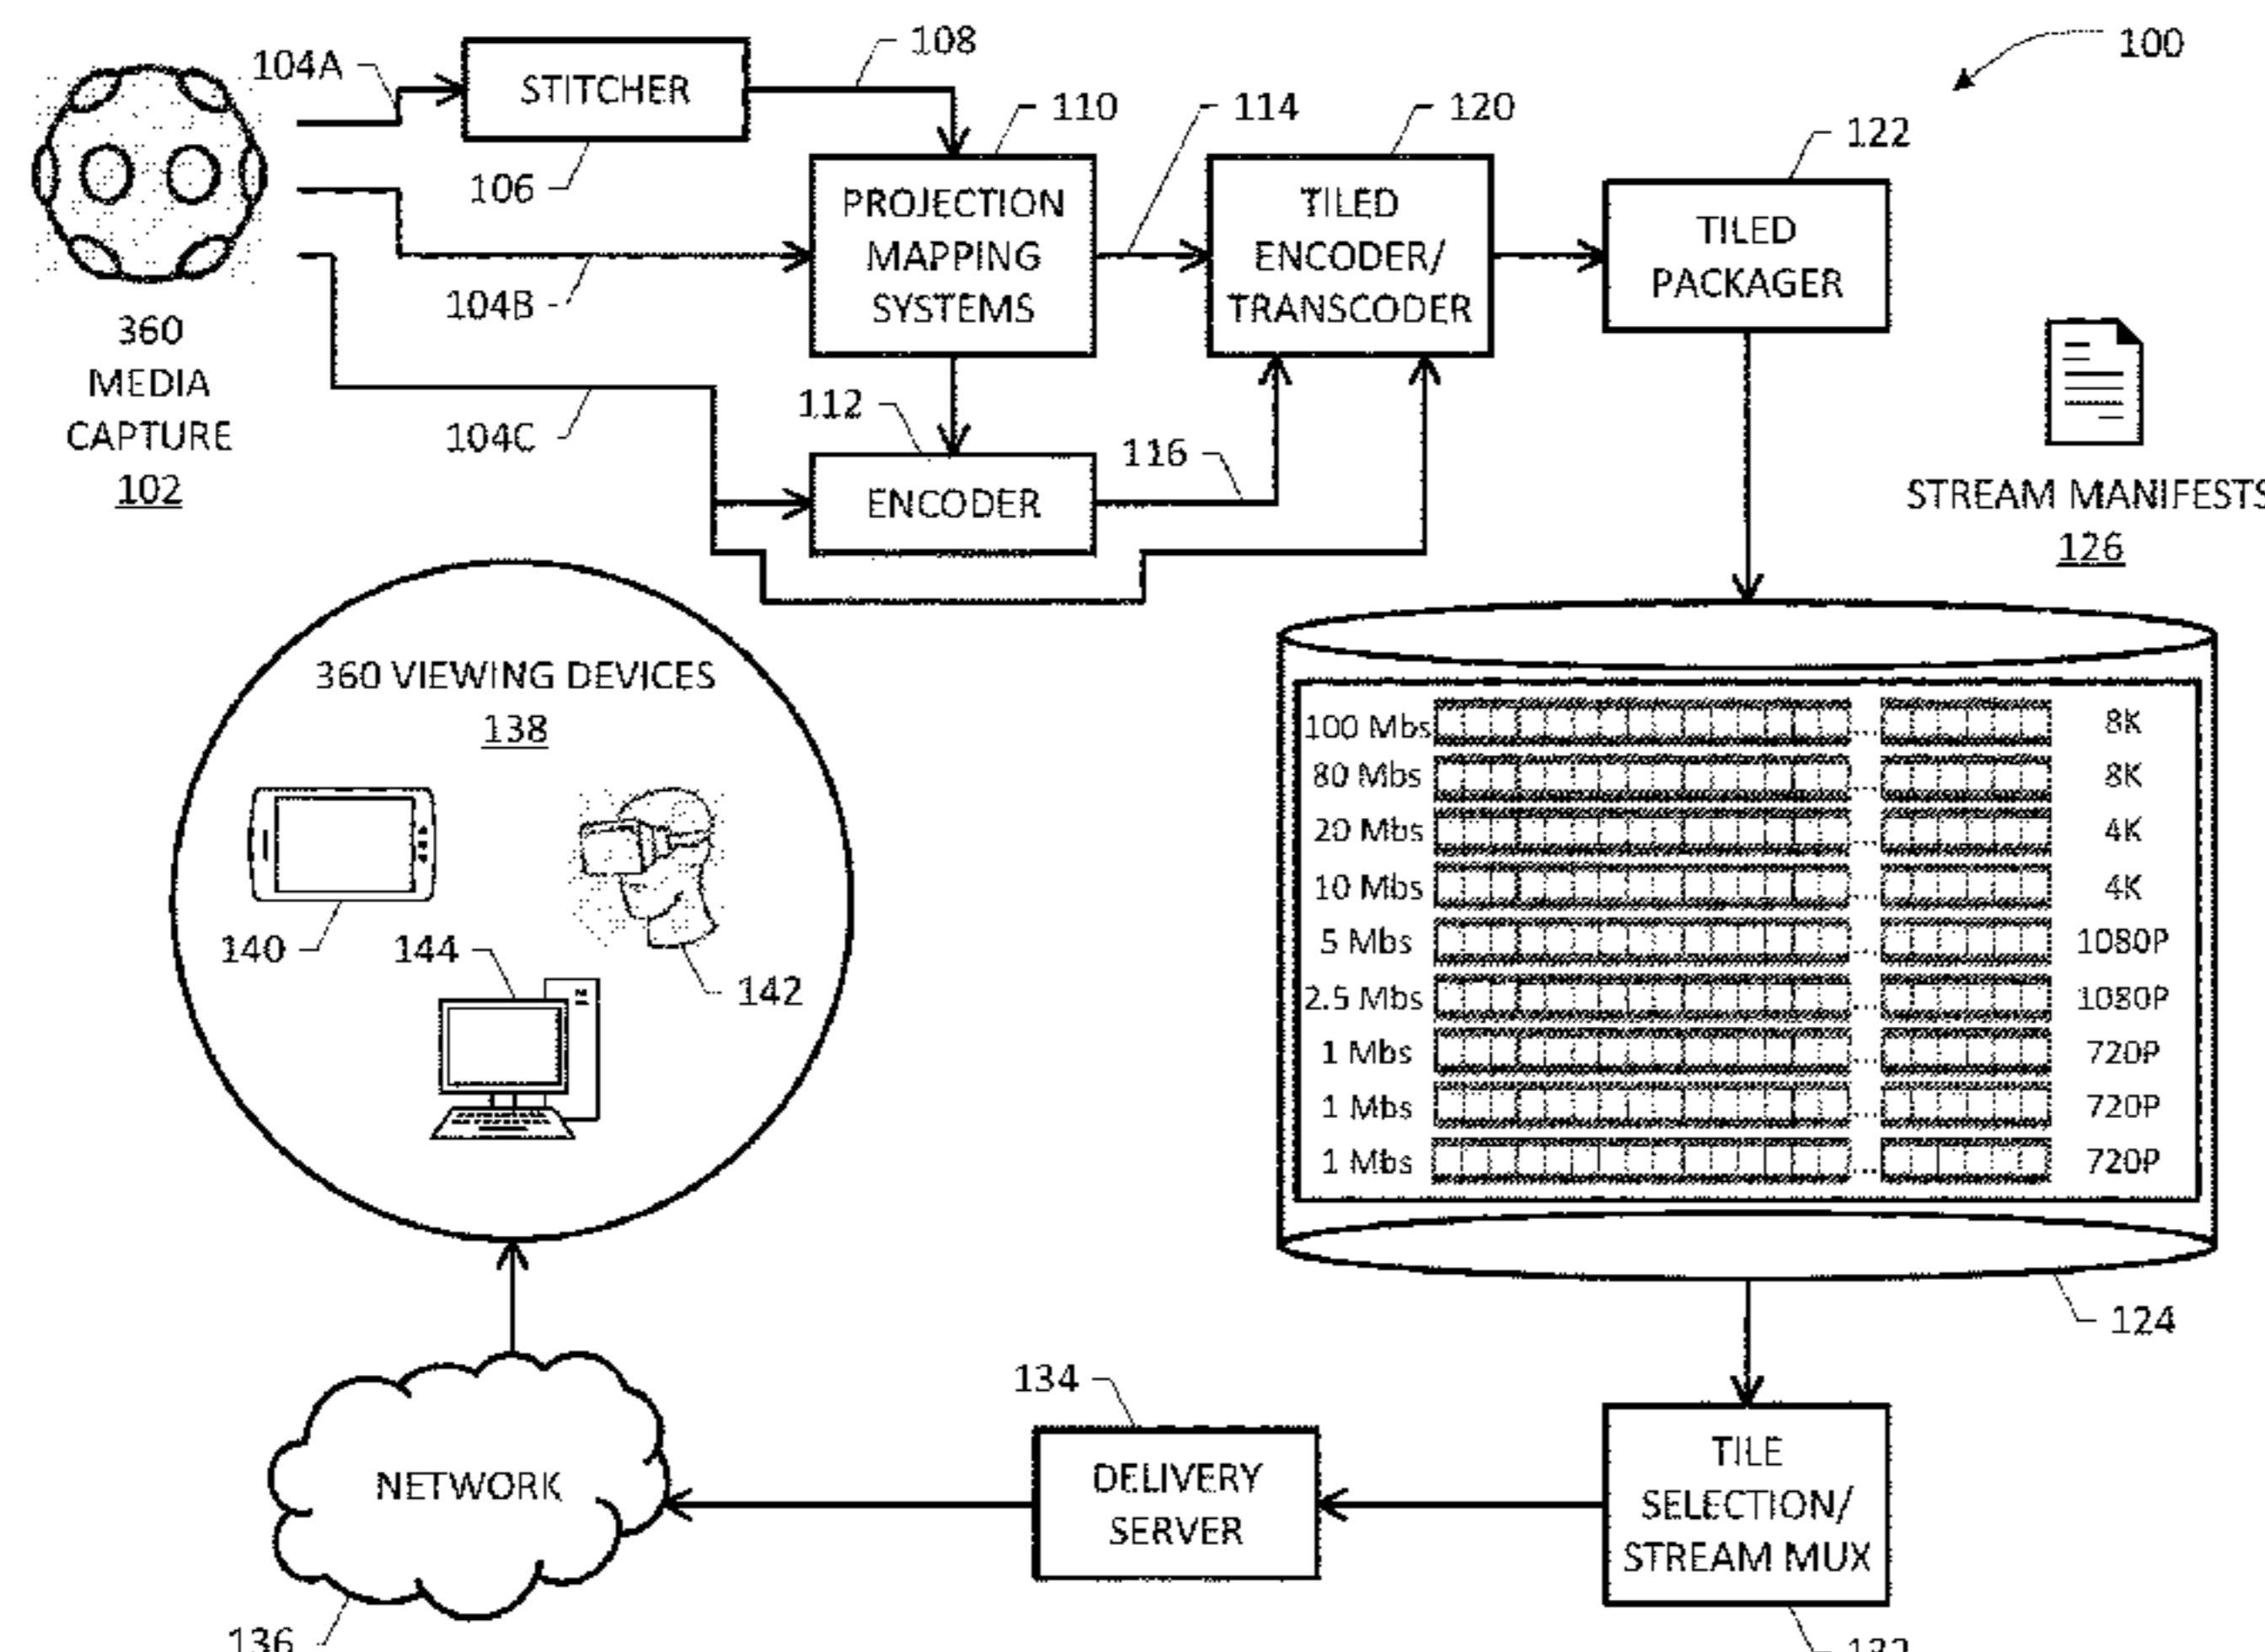 104A
STITCHER
108
100
106
110
114
120
122
PROJECTION
MAPPING
SYSTEMS
TILED
ENCODER/
TRANSCODER
TILED
PACKAGER
104B
360
MEDIA
CAPTURE
102
104C
112
116
ENCODER
STREAM MANIFESTS
126
360 VIEWING DEVICES
138
140
144
142
100 Mbs ... 8K
80 Mbs ... 8K
20 Mbs ... 4K
10 Mbs ... 4K
5 Mbs ... 1080P
2.5 Mbs ... 1080P
1 Mbs ... 720P
1 Mbs ... 720P
1 Mbs ... 720P
124
134
NETWORK
DELIVERY
SERVER
TILE
SELECTION/
STREAM MUX
136